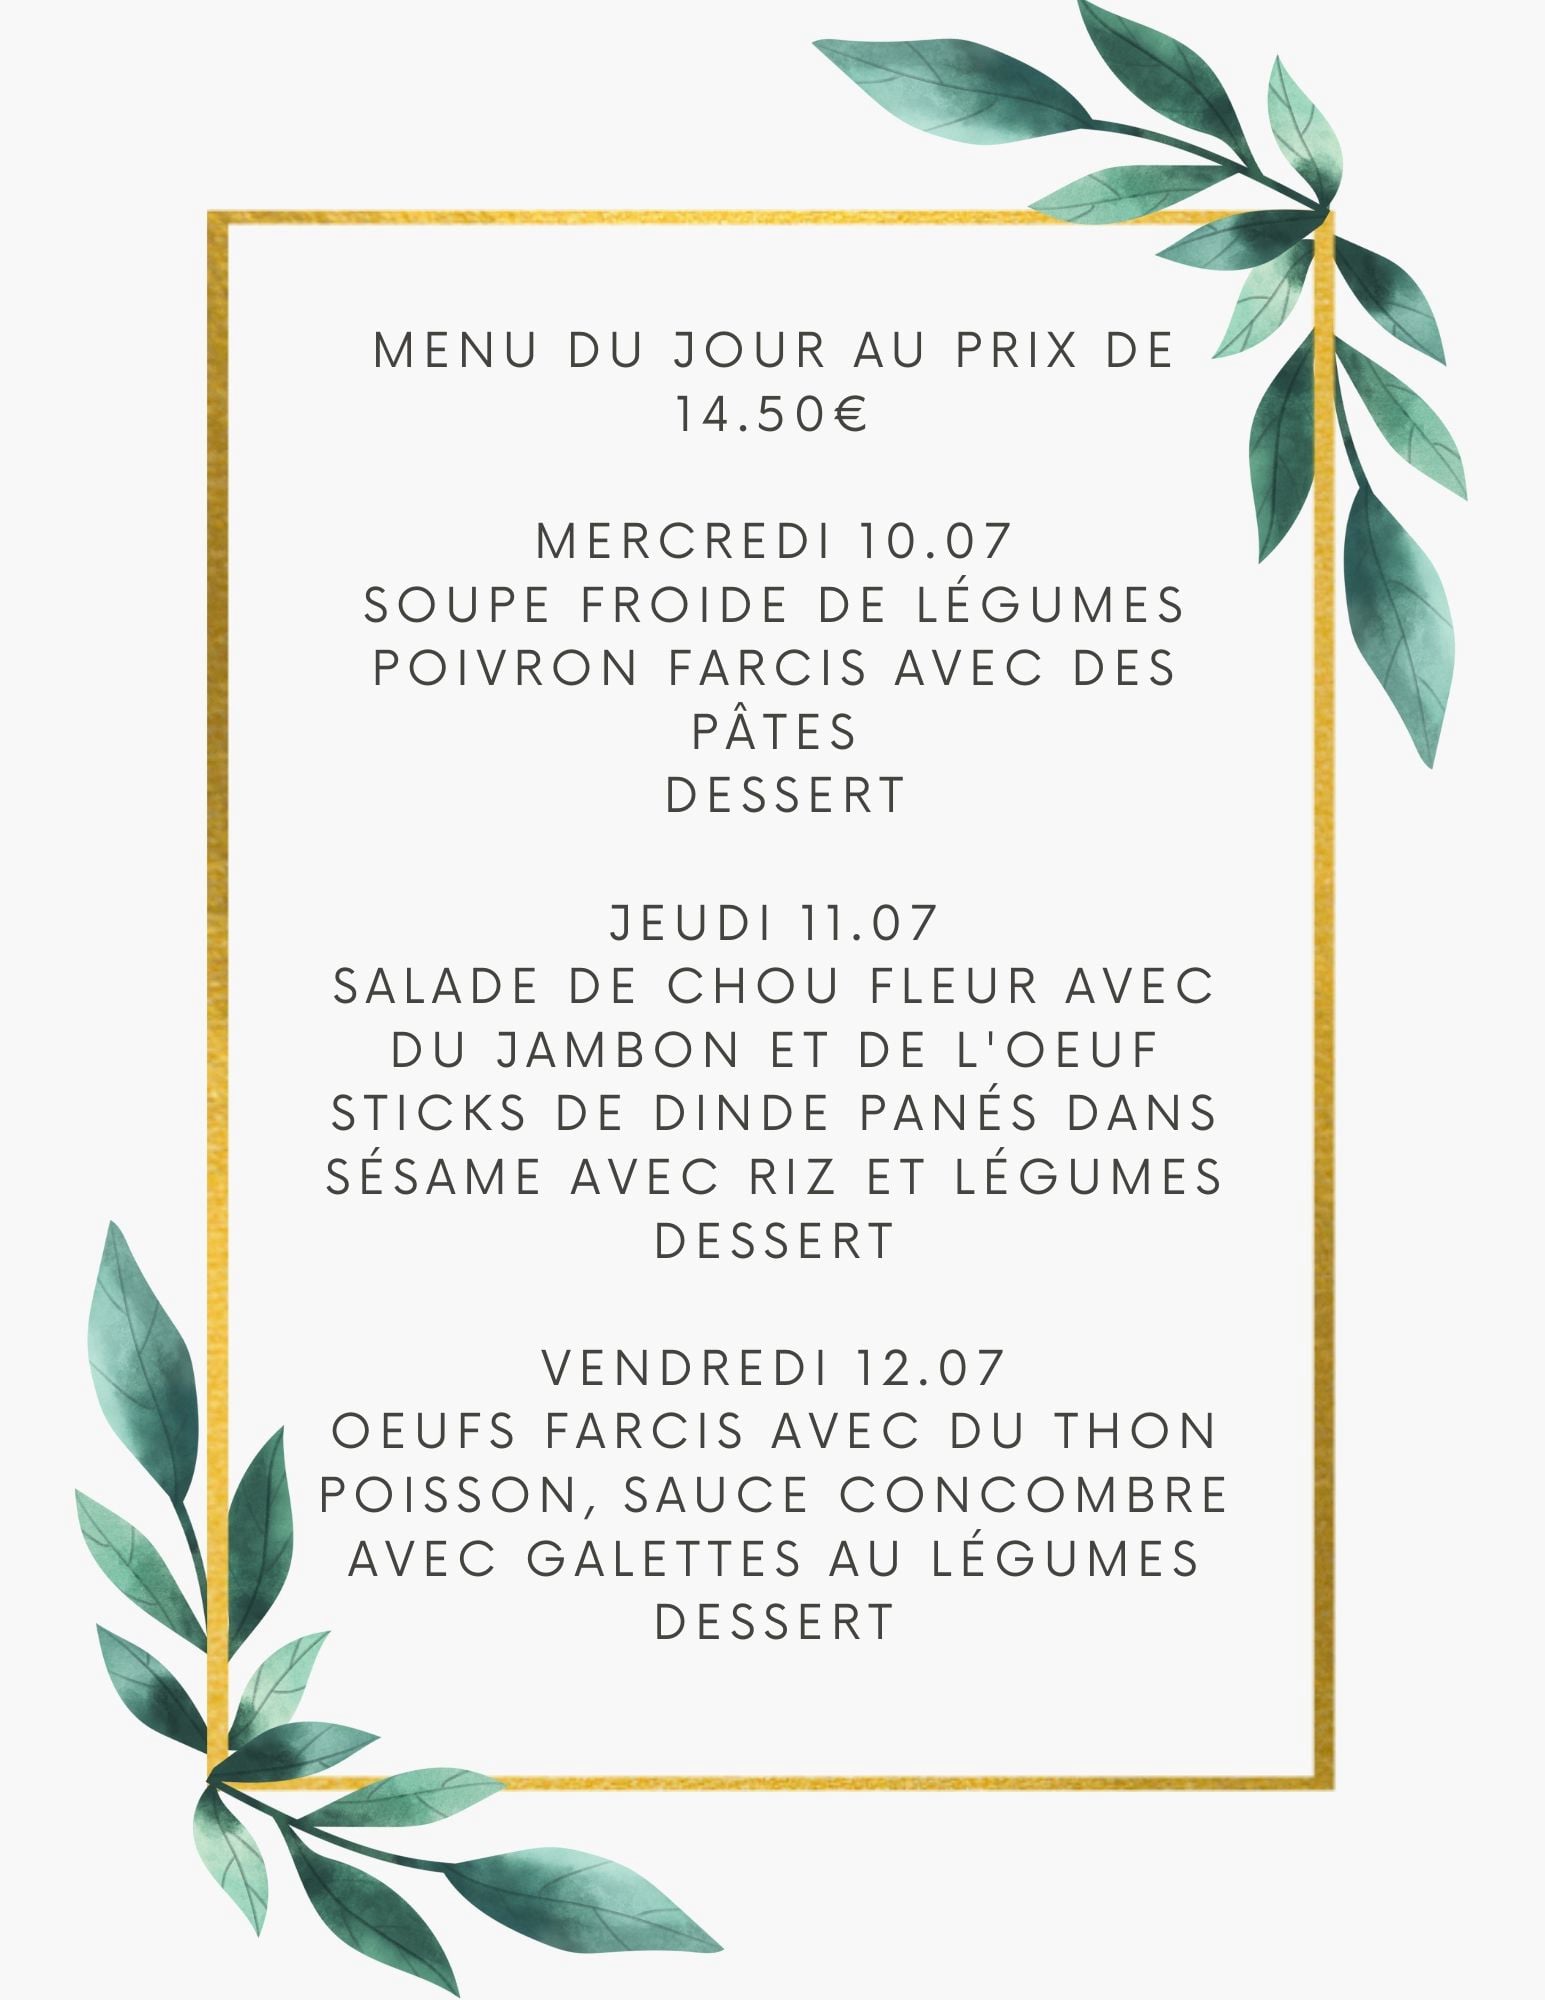 MENU DU JOUR AU PRIX DE
14.50€
MERCREDI 10.07
SOUPE FROIDE DE LÉGUMES
POIVRON FARCIS AVEC DES
PÂTES
DESSERT
JEUDI 11.07
SALADE DE CHOU FLEUR AVEC
DU JAMBON ET DE L'OEUF
STICKS DE DINDE PANÉS DANS
SÉSAME AVEC RIZ ET LÉGUMES
DESSERT
VENDREDI 12.07
OEUFS FARCIS AVEC DU THON
POISSON, SAUCE CONCOMBRE
AVEC GALETTES AU LÉGUMES
DESSERT